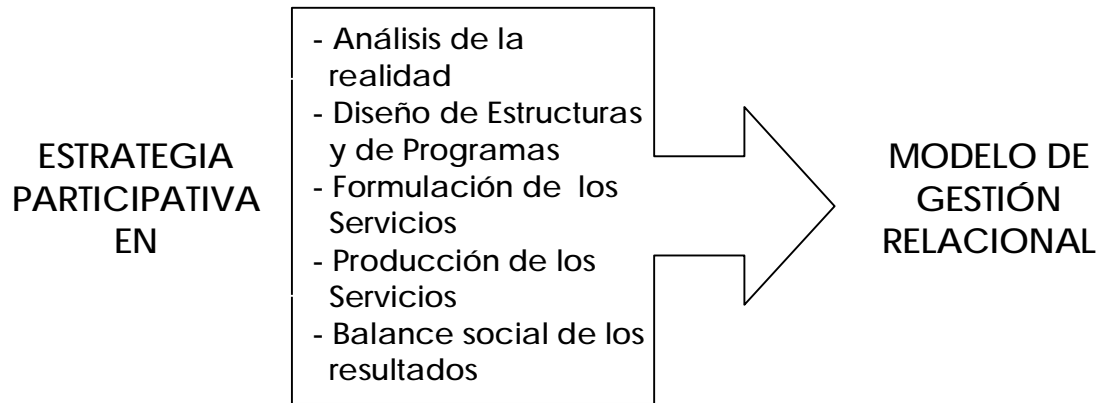 ESTRATEGIA
PARTICIPATIVA
EN
- Análisis de la
realidad
- Diseño de Estructuras
y de Programas
- Formulación de los
Servicios
- Producción de los
Servicios
- Balance social de los
resultados
MODELO DE
GESTIÓN
RELACIONAL